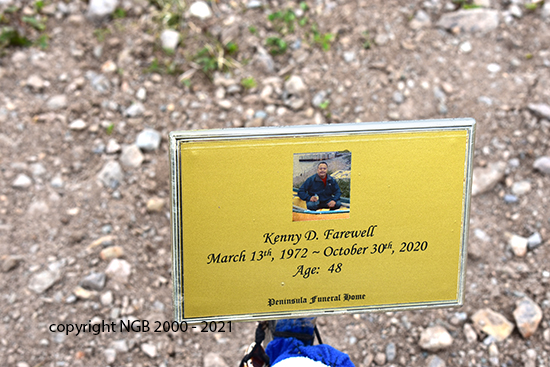 Kenny D. Farewell
March 13th, 1972 ~ October 30th, 2020
Age: 48
Peninsula Funeral Home
copyright NGB 2000 - 2021